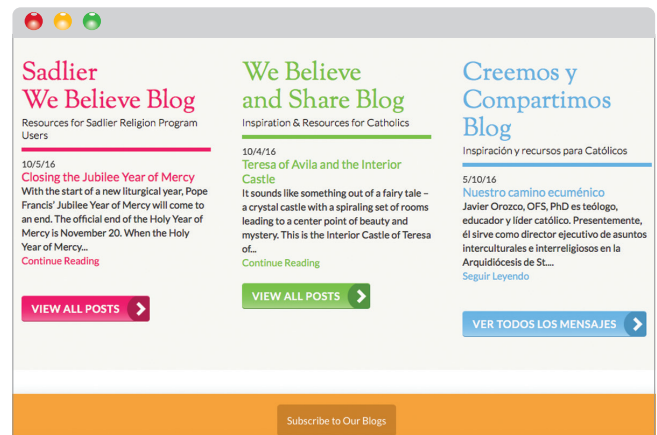 Sadlier
We Believe Blog
Resources for Sadlier Religion Program
Users
10/5/16
Closing the Jubilee Year of Mercy
With the start of a new liturgical year, Pope
Francis' Jubilee Year of Mercy will come to
an end. The official end of the Holy Year of
Mercy is November 20. When the Holy
Year of Mercy...
Continue Reading
VIEW ALL POSTS
We Believe
and Share Blog
Inspiration & Resources for Catholics
10/4/16
Teresa of Avila and the Interior
Castle
It sounds like something out of a fairy tale –
a crystal castle with a spiraling set of rooms
leading to a center point of beauty and
mystery. This is the Interior Castle of Teresa
of...
Continue Reading
VIEW ALL POSTS
Creemos y
Compartimos
Blog
Inspiración y recursos para Católicos
5/10/16
Nuestro camino ecuménico
Javier Orozco, OFS, PhD es teólogo,
educador y líder católico. Presentemente,
él sirve como director ejecutivo de asuntos
interculturales e interreligiosos en la
Arquidiócesis de St....
Seguir Leyendo
VER TODOS LOS MENSAJES
Subscribe to Our Blogs